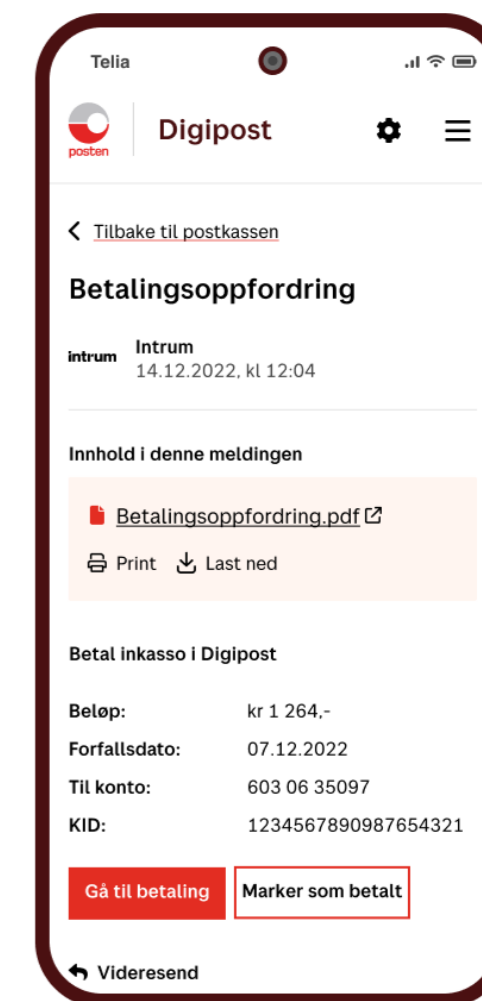 Telia
posten
Digipost
Tilbake til postkassen
Betalingsoppfordring
intrum
Intrum
14.12.2022, kl 12:04
Innhold i denne meldingen
Betalingsoppfordring.pdf
Print Last ned
Betal inkasso i Digipost
Beløp: kr 1 264,-
Forfallsdato: 07.12.2022
Til konto: 603 06 35097
KID: 1234567890987654321
Gå til betaling Marker som betalt
Videresend